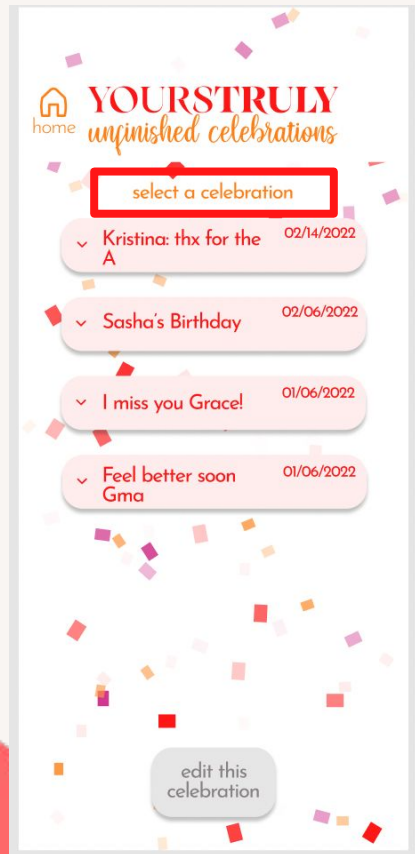 YOURSTRULY
home unfinished celebrations
select a celebration
Kristina: thx for the 02/14/2022
A
Sasha's Birthday 02/06/2022
I miss you Grace! 01/06/2022
Feel better soon 01/06/2022
Gma
edit this
celebration